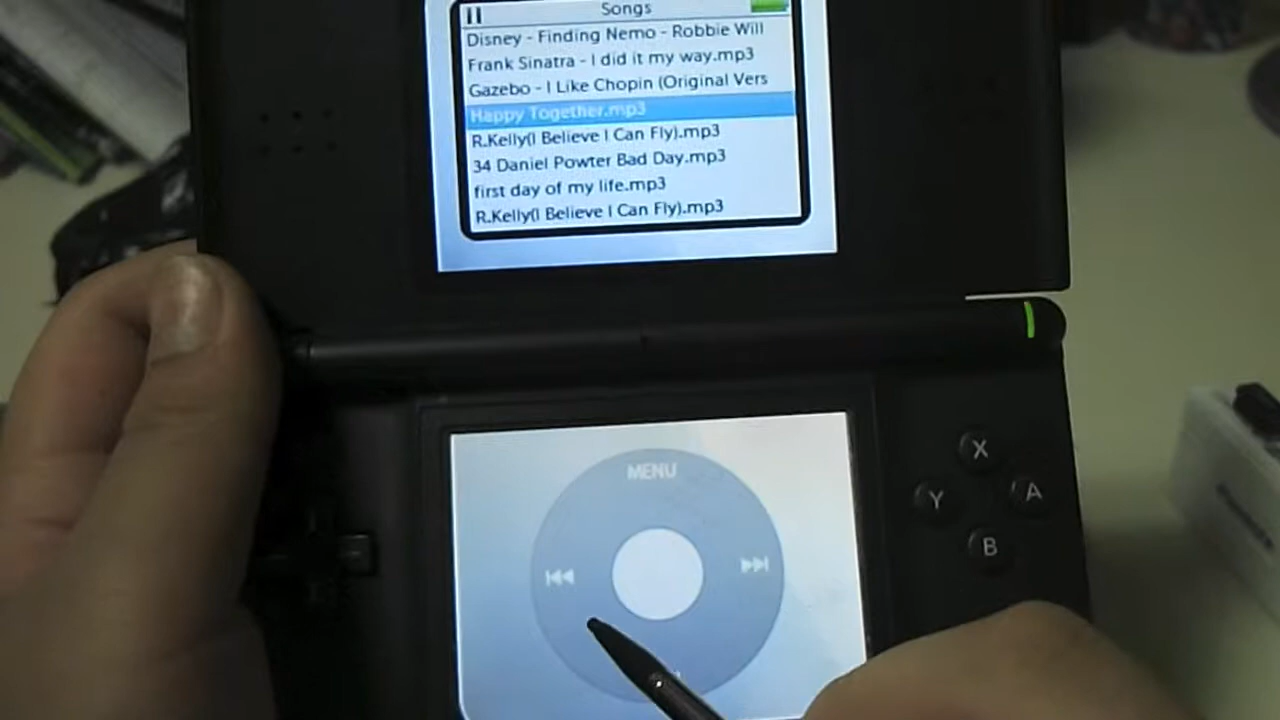 Songs
Disney - Finding Nemo - Robbie Will
Frank Sinatra - I did it my way.mp3
Gazebo - I Like Chopin (Original Vers
Happy Together.mp3
R.Kelly(I Believe I Can Fly).mp3
34 Daniel Powter Bad Day.mp3
first day of my life.mp3
R.Kelly(I Believe I Can Fly).mp3
MENU
X
Y
A
B